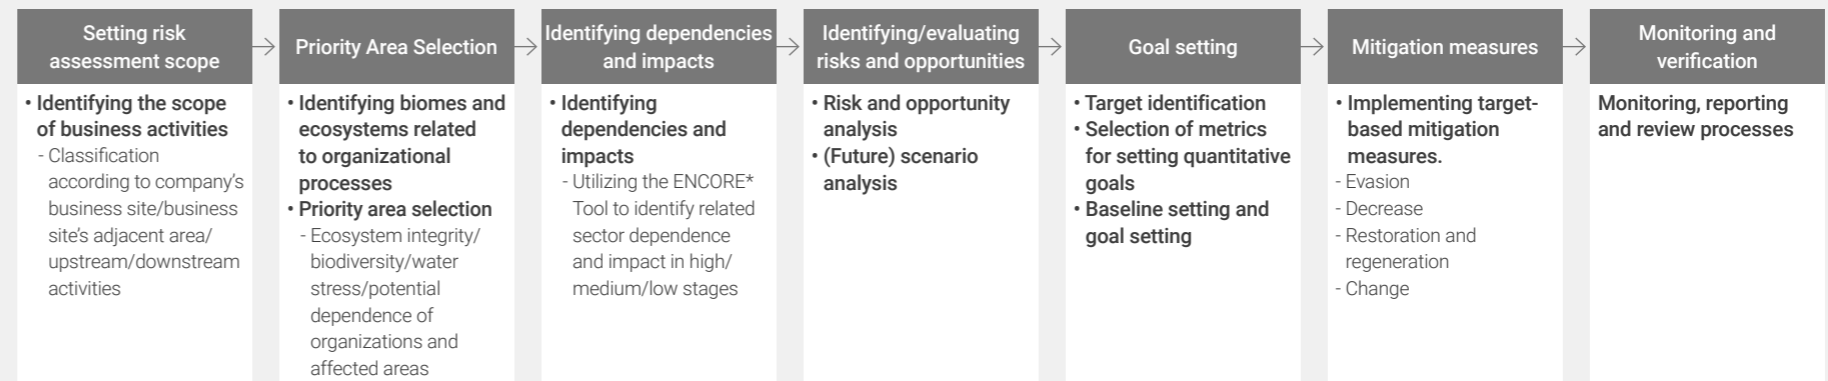 Setting risk
assessment scope
• Identifying the scope
of business activities
- Classification
according to company's
business site/business
site's adjacent area/
upstream/downstream
activities
Priority Area Selection
• Identifying biomes and
ecosystems related
to organizational
processes
• Priority area selection
- Ecosystem integrity/
biodiversity/water
stress/potential
dependence of
organizations and
affected areas
Identifying dependencies
and impacts
• Identifying
dependencies and
impacts
- Utilizing the ENCORE*
Tool to identify related
sector dependence
and impact in high/
medium/low stages
Identifying/evaluating
risks and opportunities
• Risk and opportunity
analysis
• (Future) scenario
analysis
Goal setting
• Target identification
• Selection of metrics
for setting quantitative
goals
• Baseline setting and
goal setting
Mitigation measures
• Implementing target-
based mitigation
measures.
- Evasion
- Decrease
- Restoration and
regeneration
- Change
Monitoring and
verification
Monitoring, reporting
and review processes